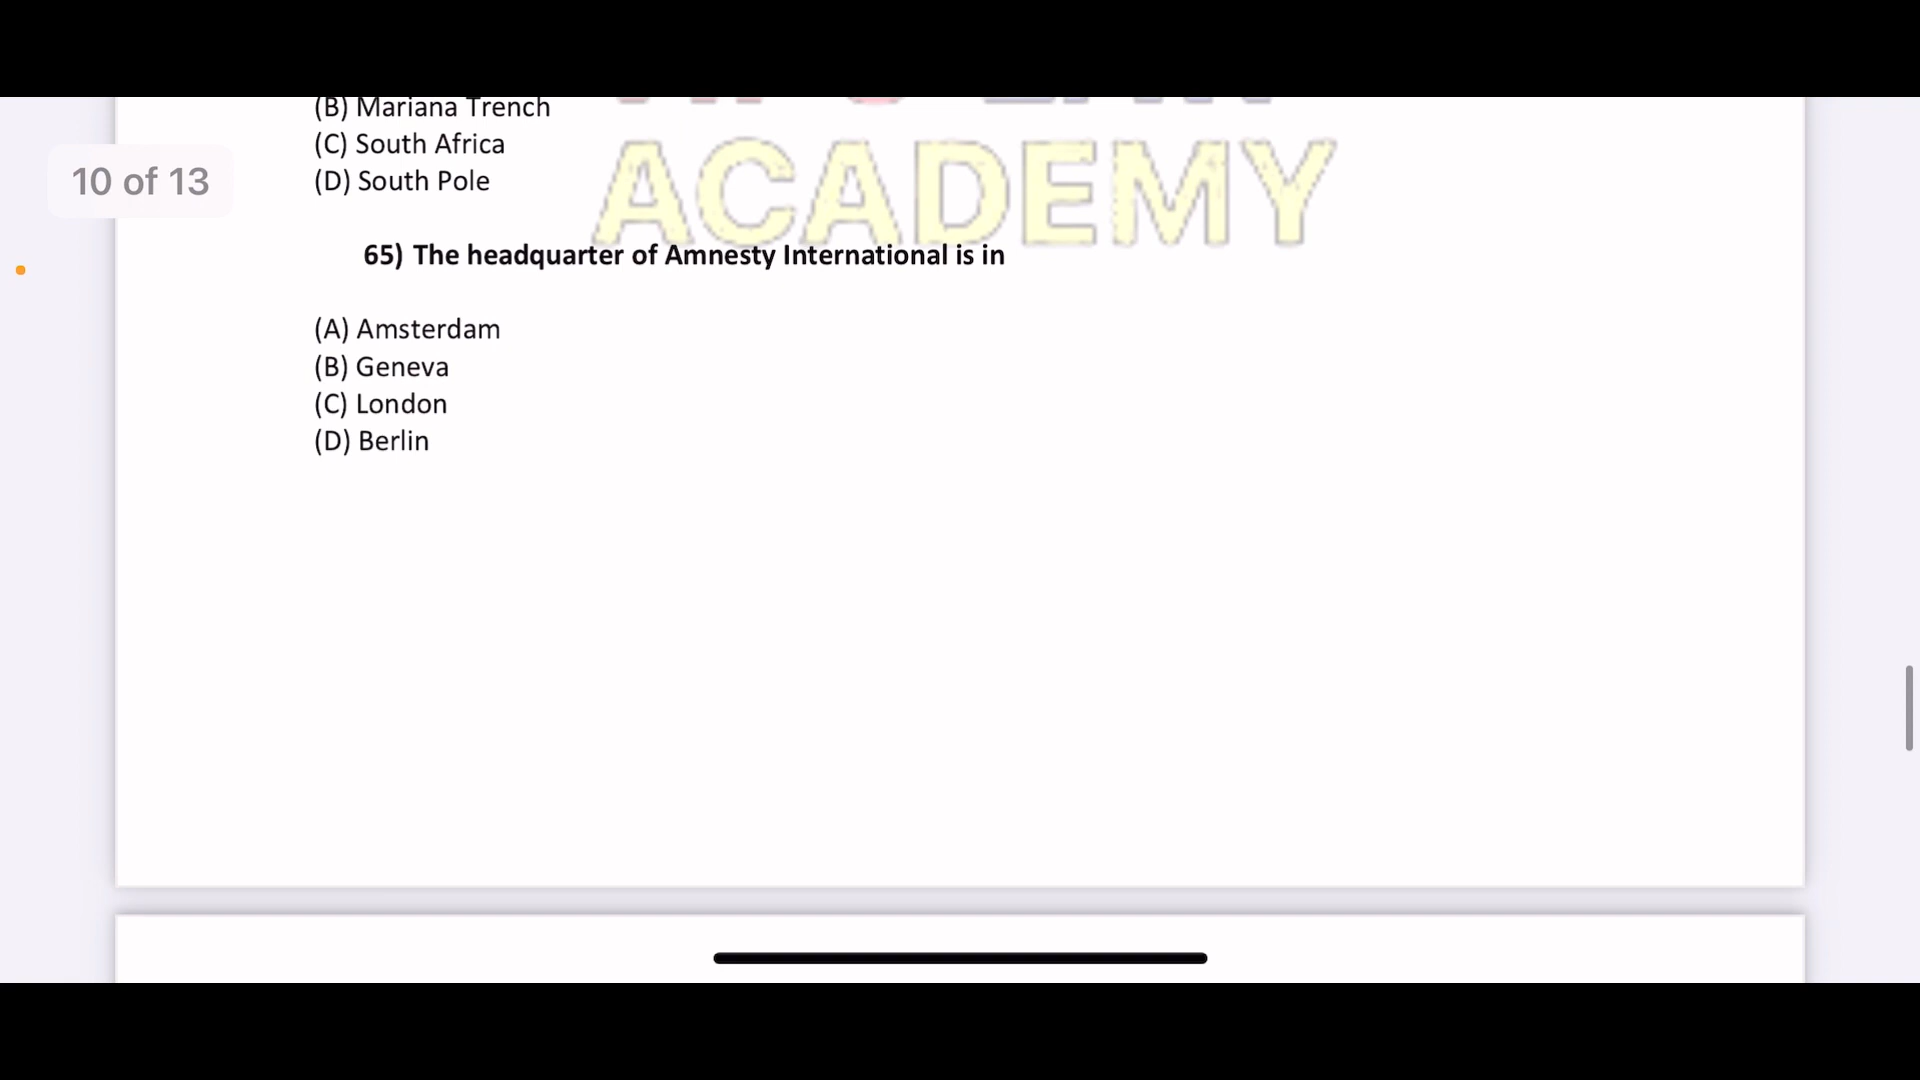 (B) Mariana Trench
(C) South Africa
(D) South Pole
10 of 13
ACADEMY
65) The headquarter of Amnesty International is in
(A) Amsterdam
(B) Geneva
(C) London
(D) Berlin